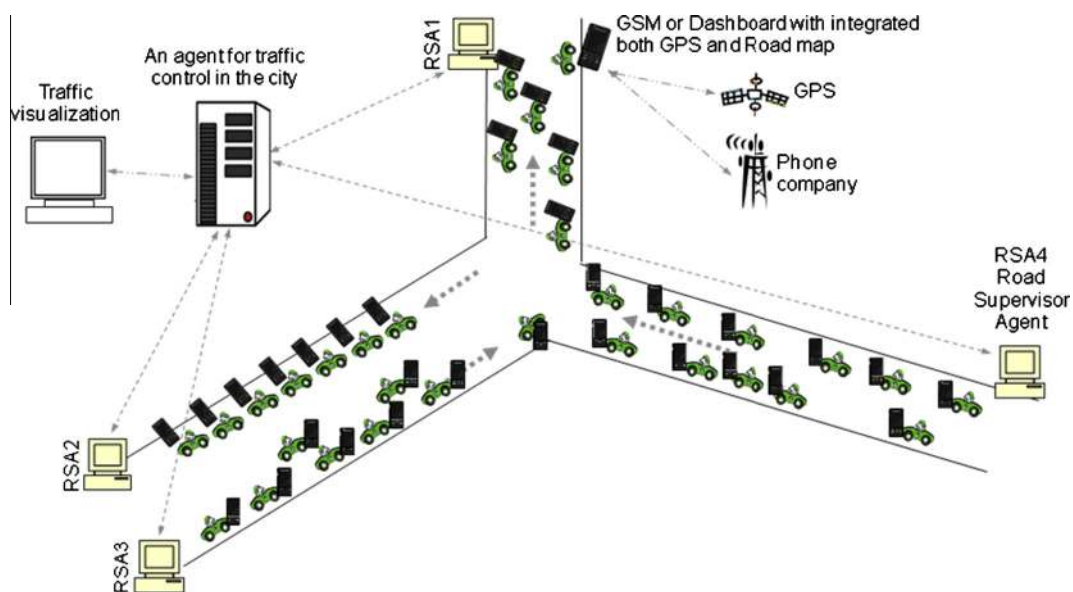 RSA1
GSM or Dashboard with integrated
both GPS and Road map
An agent for traffic
control in the city
Traffic
visualization
GPS
Phone
company
RSA4
Road
Supervisor
Agent
RSA2
RSA3